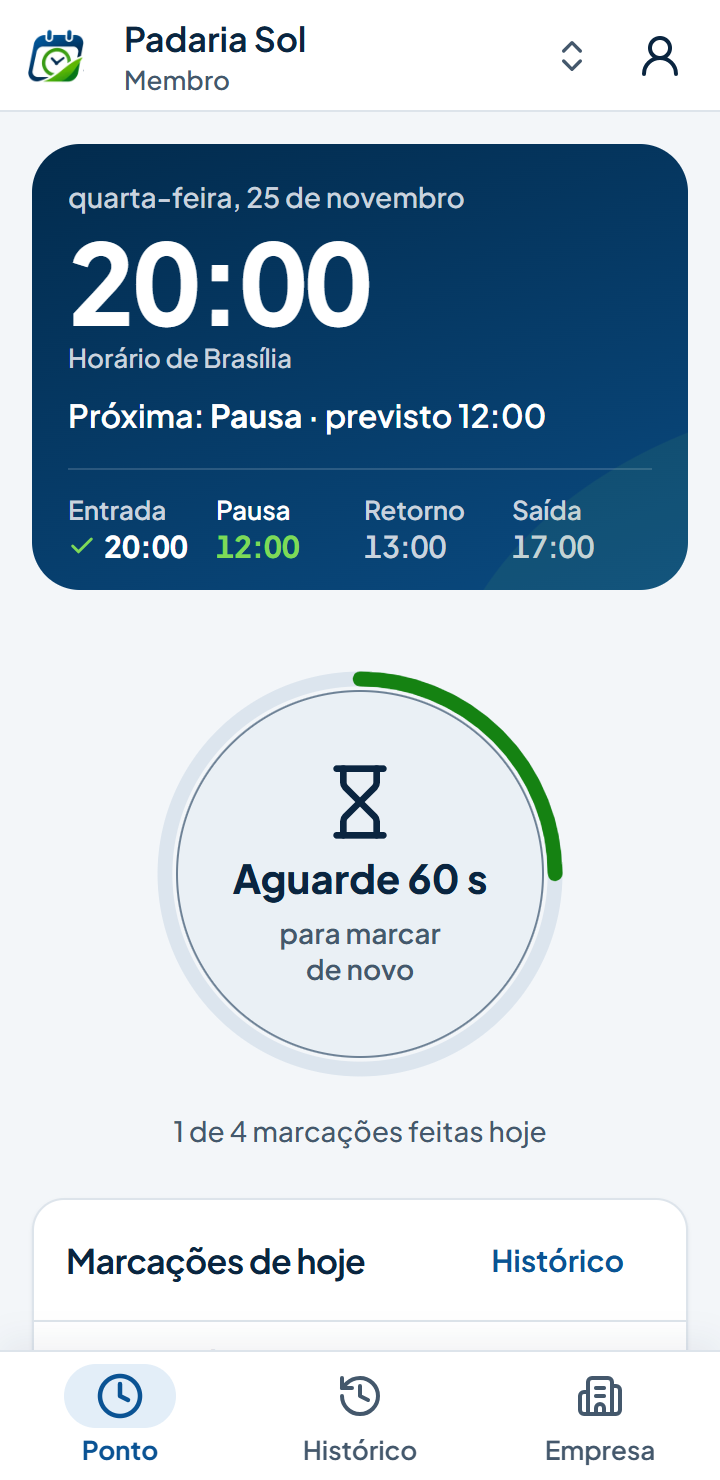 Padaria Sol
Membro
quarta-feira, 25 de novembro
20:00
Horário de Brasília
Próxima: Pausa · previsto 12:00
Entrada Pausa Retorno Saída
20:00 12:00 13:00 17:00
Aguarde 60 s
para marcar
de novo
1 de 4 marcações feitas hoje
Marcações de hoje Histórico
Ponto Histórico Empresa